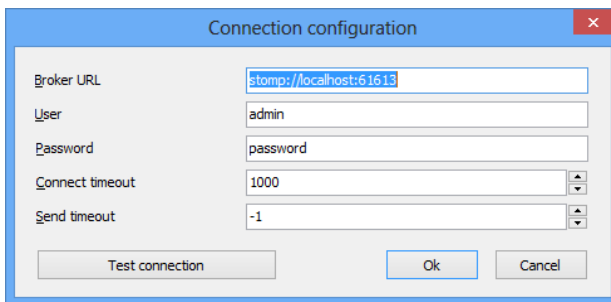 Connection configuration
Broker URL stomp://localhost:61613
User admin
Password password
Connect timeout 1000
Send timeout -1
Test connection Ok Cancel